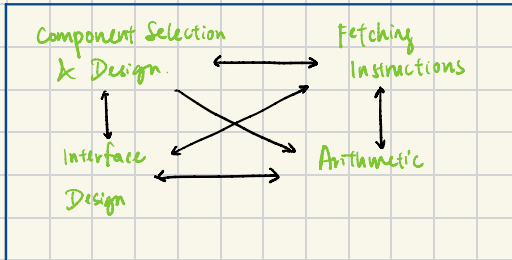 Component Selection
& Design.
Fetching
Instructions
Interface
Design
Arithmetic